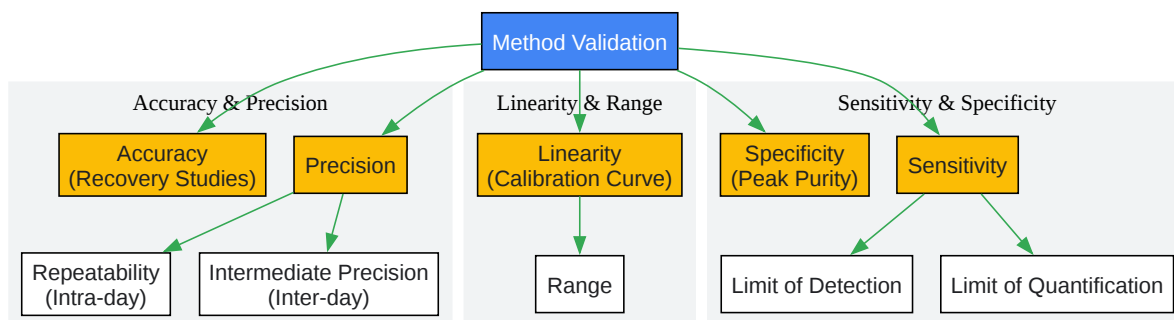 Method Validation
Accuracy & Precision
Linearity & Range
Sensitivity & Specificity
Accuracy
(Recovery Studies)
Precision
Linearity
(Calibration Curve)
Specificity
(Peak Purity)
Sensitivity
Repeatability
(Intra-day)
Intermediate Precision
(Inter-day)
Range
Limit of Detection
Limit of Quantification